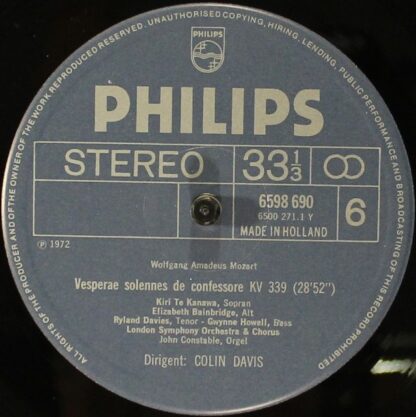 ALL RIGHTS OF THE PRODUCER AND OF THE OWNER OF THE WORK REPRODUCED RESERVED. UNAUTHORISED COPYING, HIRING, LENDING, PUBLIC PERFORMANCE AND BROADCASTING OF THIS RECORD PROHIBITED
PHILIPS
PHILIPS
STEREO
33 1/3
6598 690
6500 271.1 Y
MADE IN HOLLAND
6
℗ 1972
Wolfgang Amadeus Mozart
Vesperae solennes de confessore KV 339 (28'52")
Kiri Te Kanawa, Sopran
Elizabeth Bainbridge, Alt
Ryland Davies, Tenor - Gwynne Howell, Bass
London Symphony Orchestra & Chorus
John Constable, Orgel
Dirigent: COLIN DAVIS